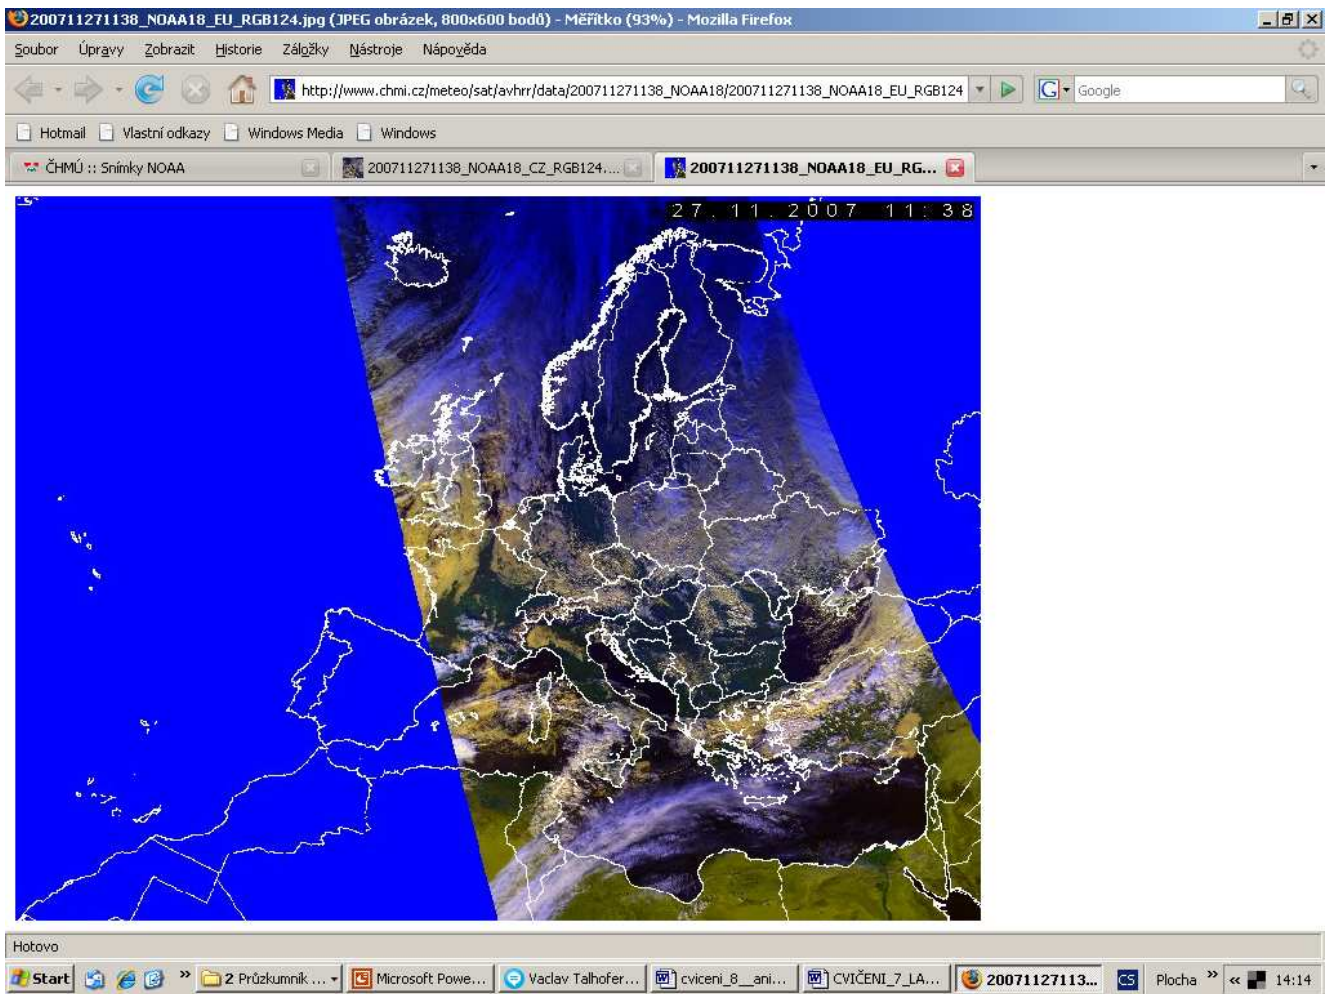 200711271138_NOAA18_EU_RGB124.jpg (JPEG obrázek, 800x600 bodů) - Měřítko (93%) - Mozilla Firefox
Soubor Úpravy Zobrazit Historie Záložky Nástroje Nápověda
http://www.chmi.cz/meteo/sat/avhrr/data/200711271138_NOAA18/200711271138_NOAA18_EU_RGB124 G Google
Hotmail Vlastní odkazy Windows Media Windows
ČHMÚ :: Snímky NOAA 200711271138_NOAA18_CZ_RGB124.... 200711271138_NOAA18_EU_RG...
27.11.2007 11:38
Hotovo
Start » 2 Průzkumník ... Microsoft Powe... Vaclav Talhofer... cviceni_8__ani... CVIČENI_7_LA... 20071127113... CS Plocha » « 14:14